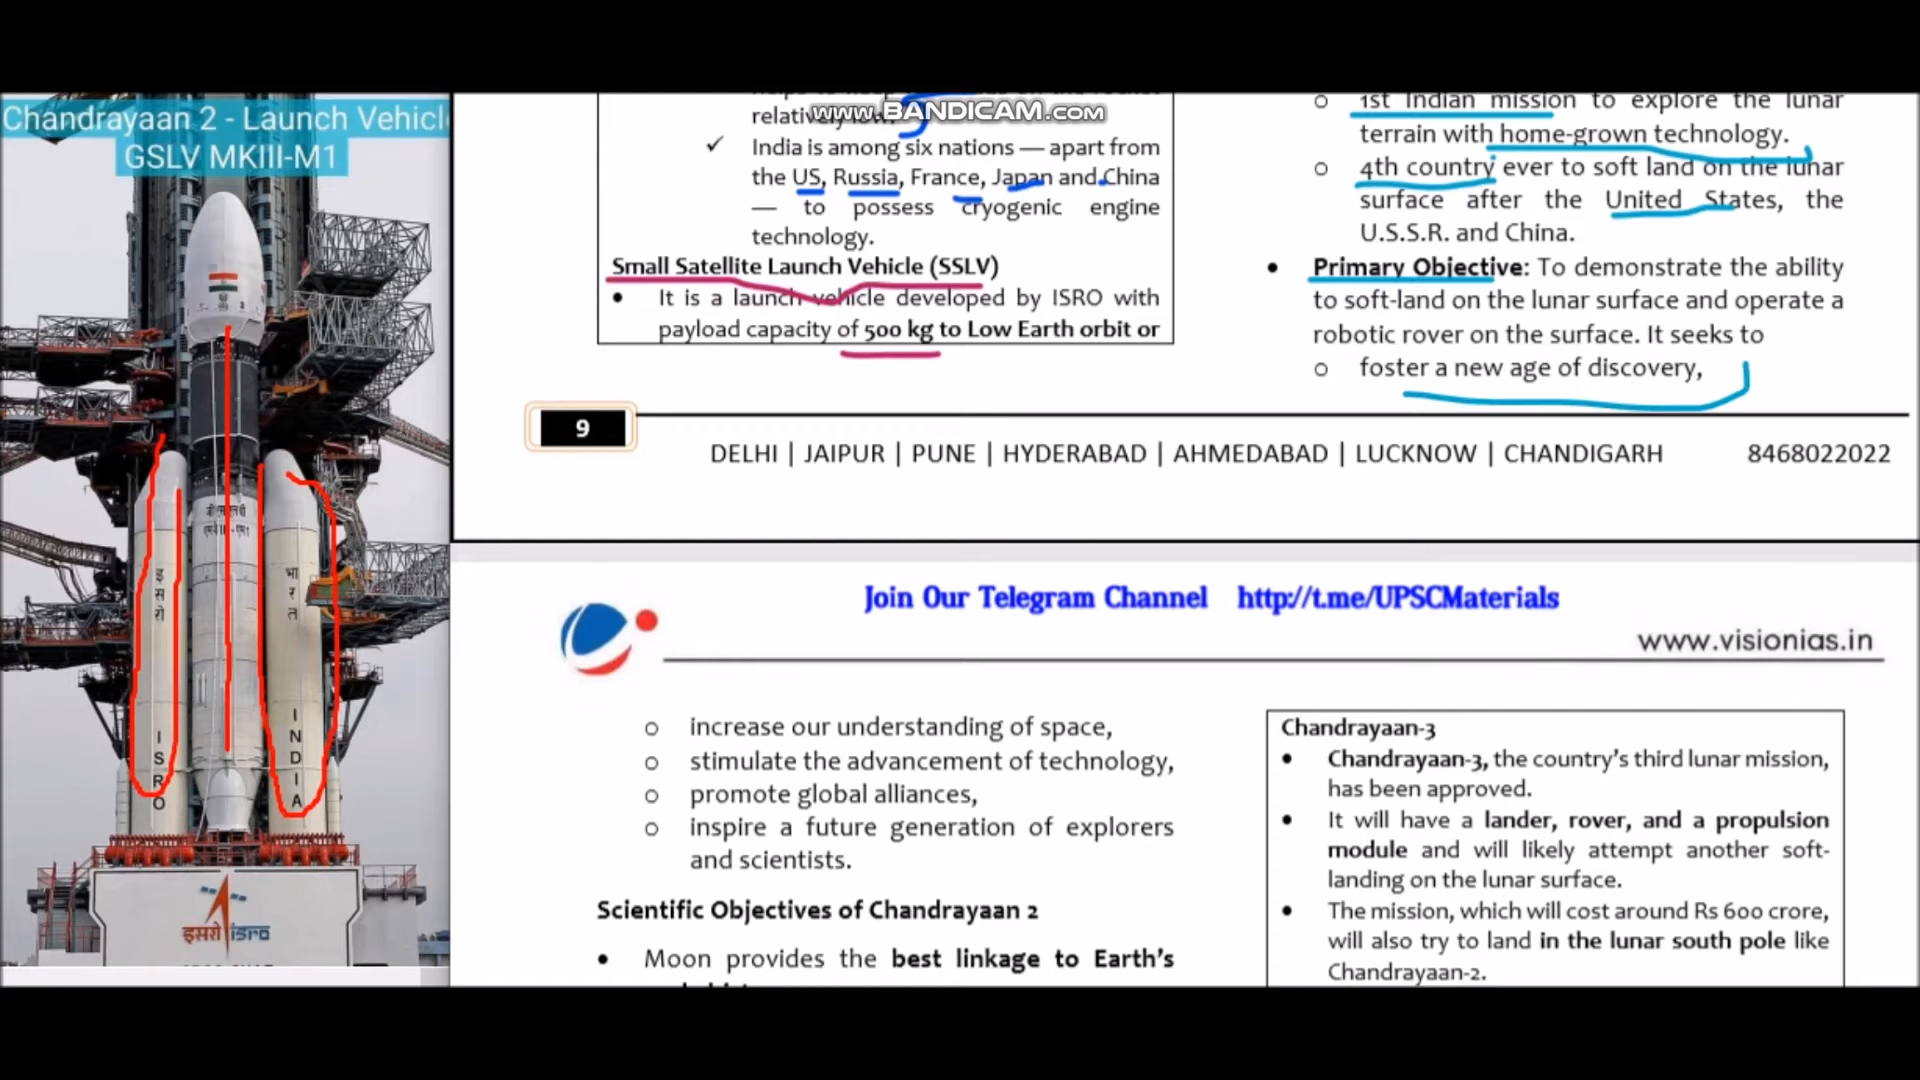 www.BANDICAM.com
Chandrayaan 2 - Launch Vehicle
GSLV MKIII-M1
जीएसएलवी
इसरो
भारत
ISRO
INDIA
इसरो isro
relatively low.
✓ India is among six nations — apart from
the US, Russia, France, Japan and China
— to possess cryogenic engine
technology.
Small Satellite Launch Vehicle (SSLV)
• It is a launch vehicle developed by ISRO with
payload capacity of 500 kg to Low Earth orbit or
o 1st Indian mission to explore the lunar
terrain with home-grown technology.
o 4th country ever to soft land on the lunar
surface after the United States, the
U.S.S.R. and China.
• Primary Objective: To demonstrate the ability
to soft-land on the lunar surface and operate a
robotic rover on the surface. It seeks to
o foster a new age of discovery,
9
DELHI | JAIPUR | PUNE | HYDERABAD | AHMEDABAD | LUCKNOW | CHANDIGARH 8468022022
Join Our Telegram Channel http://t.me/UPSCMaterials
www.visionias.in
o increase our understanding of space,
o stimulate the advancement of technology,
o promote global alliances,
o inspire a future generation of explorers
and scientists.
Scientific Objectives of Chandrayaan 2
• Moon provides the best linkage to Earth's
Chandrayaan-3
• Chandrayaan-3, the country's third lunar mission,
has been approved.
• It will have a lander, rover, and a propulsion
module and will likely attempt another soft-
landing on the lunar surface.
• The mission, which will cost around Rs 600 crore,
will also try to land in the lunar south pole like
Chandrayaan-2.